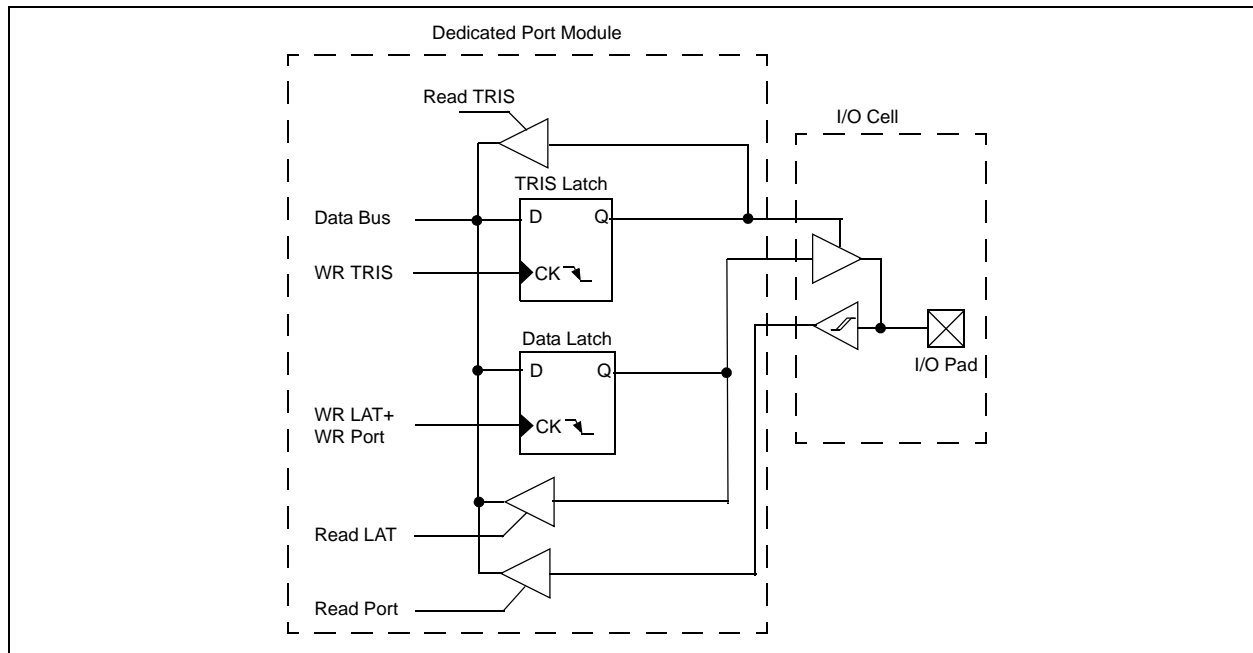 Dedicated Port Module
Read TRIS
I/O Cell
TRIS Latch
Data Bus
D
Q
WR TRIS
CK
Data Latch
I/O Pad
D
Q
WR LAT+
WR Port
CK
Read LAT
Read Port